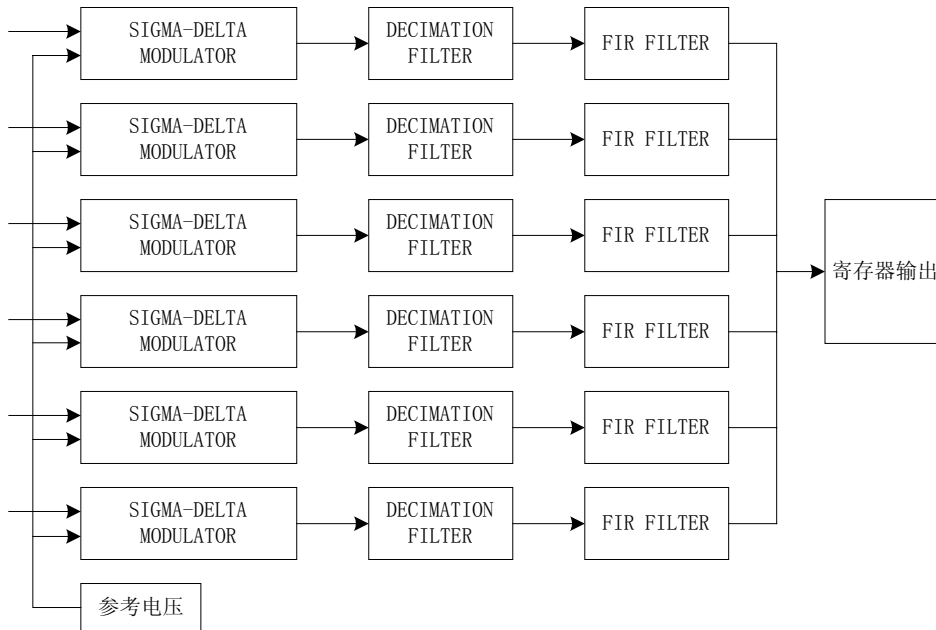 SIGMA-DELTA
MODULATOR
DECIMATION
FILTER
FIR FILTER
SIGMA-DELTA
MODULATOR
DECIMATION
FILTER
FIR FILTER
SIGMA-DELTA
MODULATOR
DECIMATION
FILTER
FIR FILTER
寄存器输出
SIGMA-DELTA
MODULATOR
DECIMATION
FILTER
FIR FILTER
SIGMA-DELTA
MODULATOR
DECIMATION
FILTER
FIR FILTER
SIGMA-DELTA
MODULATOR
DECIMATION
FILTER
FIR FILTER
参考电压